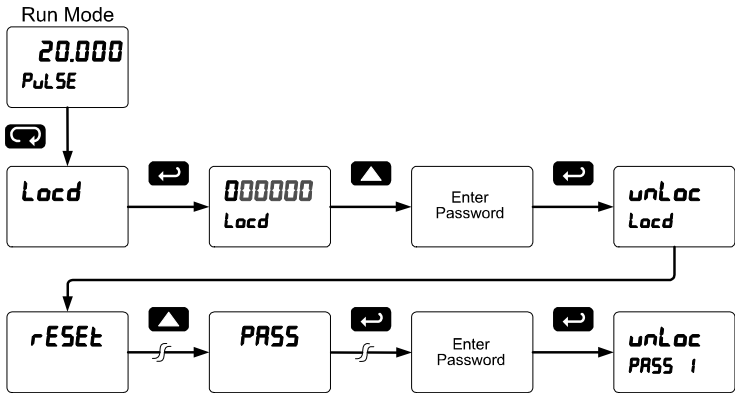 Run Mode
20.000
PuLSE
Locd
000000
Locd
Enter
Password
unLoc
Locd
rESEt
PASS
Enter
Password
unLoc
PASS 1